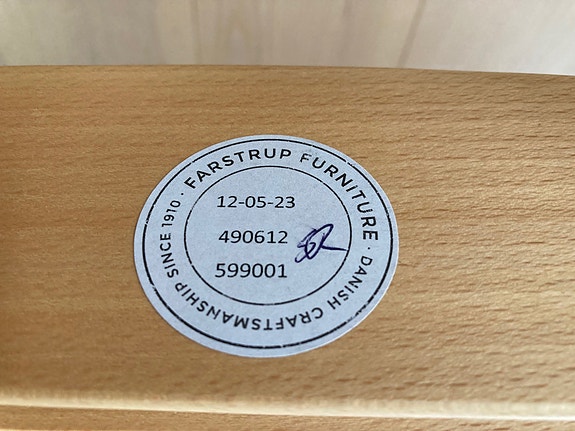 FARSTRUP FURNITURE · DANISH CRAFTSMANSHIP SINCE 1910 ·
12-05-23
490612
599001